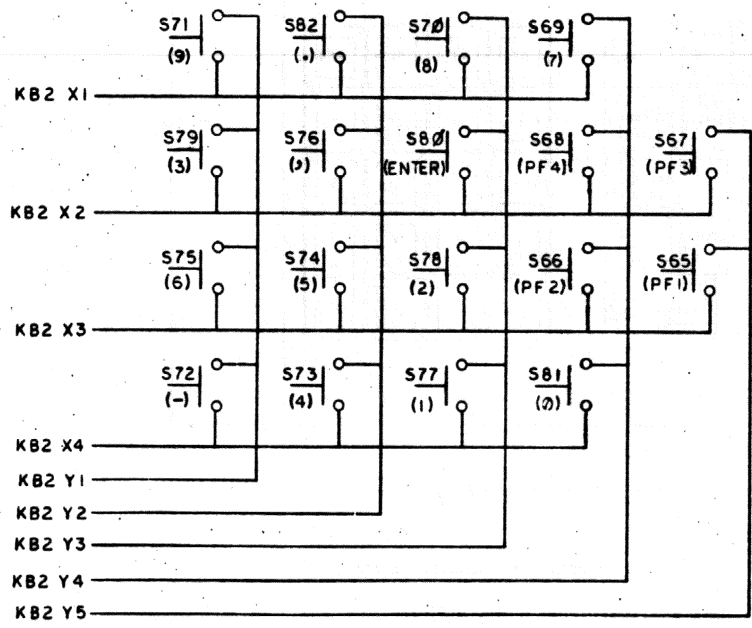 S71 S82 S7Ø S69
(9) (.) (8) (7)
KB2 X1
S79 S76 S8Ø S68 S67
(3) (,) (ENTER) (PF4) (PF3)
KB2 X2
S75 S74 S78 S66 S65
(6) (5) (2) (PF2) (PF1)
KB2 X3
S72 S73 S77 S81
(-) (4) (1) (Ø)
KB2 X4
KB2 Y1
KB2 Y2
KB2 Y3
KB2 Y4
KB2 Y5